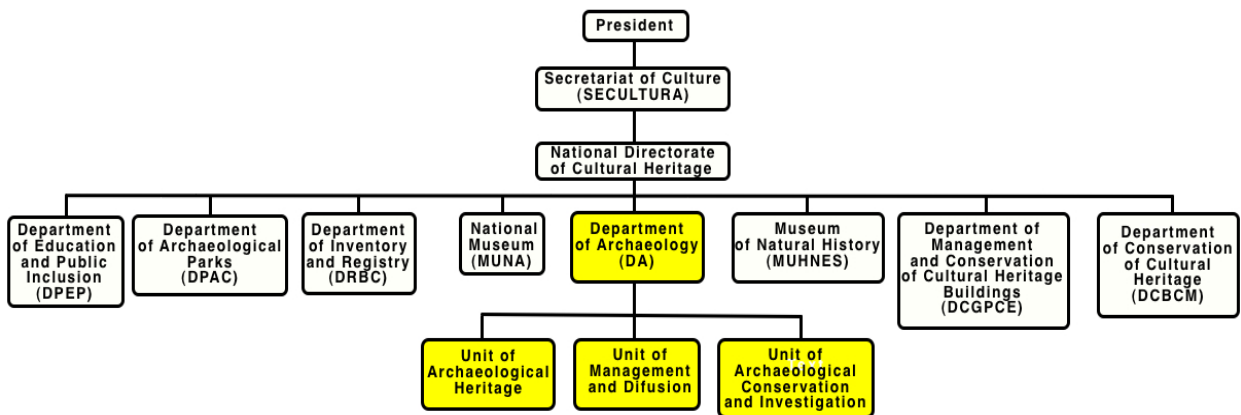 President
Secretariat of Culture
(SECULTURA)
National Directorate
of Cultural Heritage
Department
of Education
and Public
Inclusion
(DPEP)
Department
of Archaeological
Parks
(DPAC)
Department
of Inventory
and Registry
(DRBC)
National
Museum
(MUNA)
Department
of Archaeology
(DA)
Museum
of Natural History
(MUHNES)
Department of
Management
and Conservation
of Cultural Heritage
Buildings
(DCGPCE)
Department
of Conservation
of Cultural
Heritage
(DCBCM)
Unit of
Archaeological
Heritage
Unit of
Management
and Difusion
Unit of
Archaeological
Conservation
and Investigation